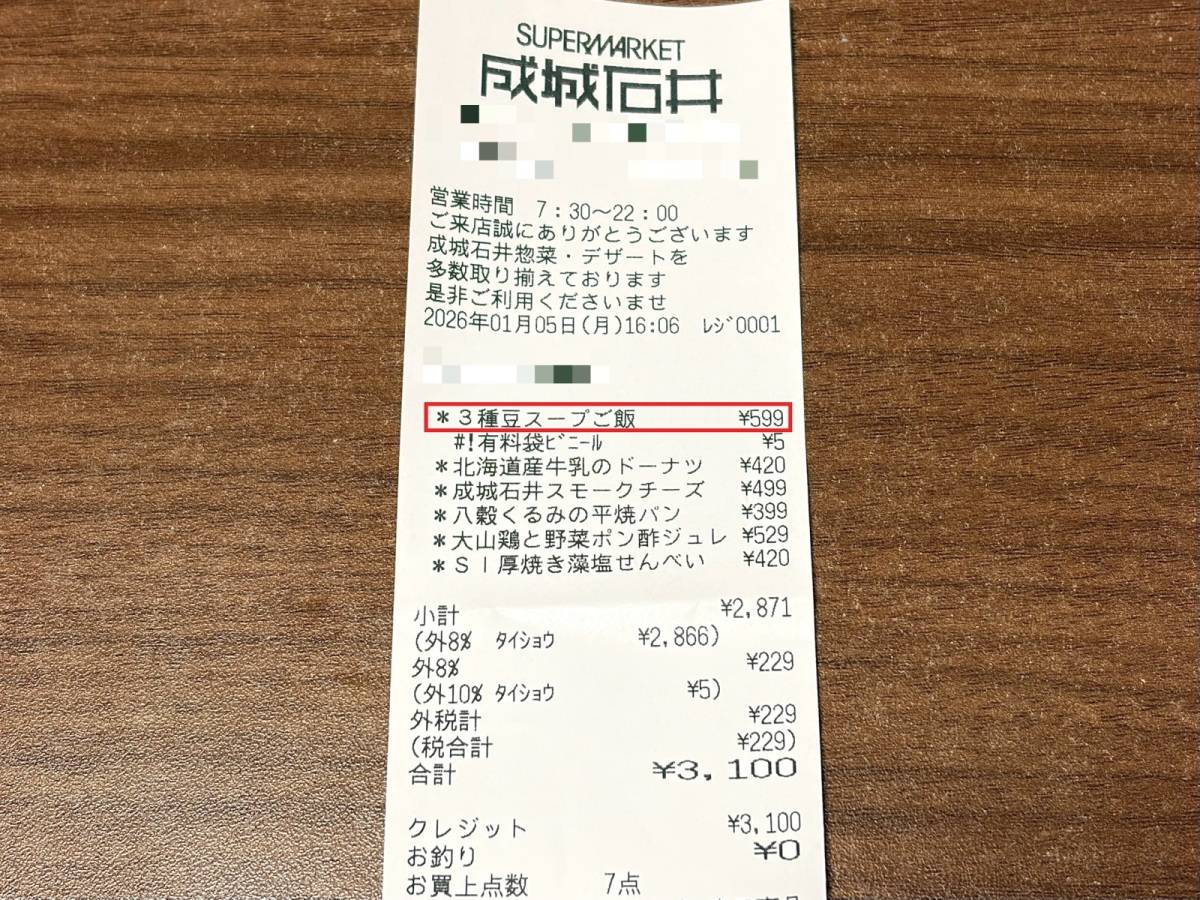 SUPERMARKET
成城石井
営業時間 7:30〜22:00
ご来店誠にありがとうございます
成城石井惣菜・デザートを
多数取り揃えております
是非ご利用くださいませ
2026年01月05日(月)16:06 ﾚｼﾞ0001
*3種豆スープご飯 ¥599
#!有料袋ﾋﾞﾆｰﾙ ¥5
*北海道産牛乳のドーナツ ¥420
*成城石井スモークチーズ ¥499
*八穀くるみの平焼パン ¥399
*大山鶏と野菜ポン酢ジュレ ¥529
*SI厚焼き藻塩せんべい ¥420
小計 ¥2,871
(外8% ﾀｲｼｮｳ ¥2,866)
外8% ¥229
(外10% ﾀｲｼｮｳ ¥5)
外税計 ¥229
(税合計 ¥229)
合計 ¥3,100
クレジット ¥3,100
お釣り ¥0
お買上点数 7点